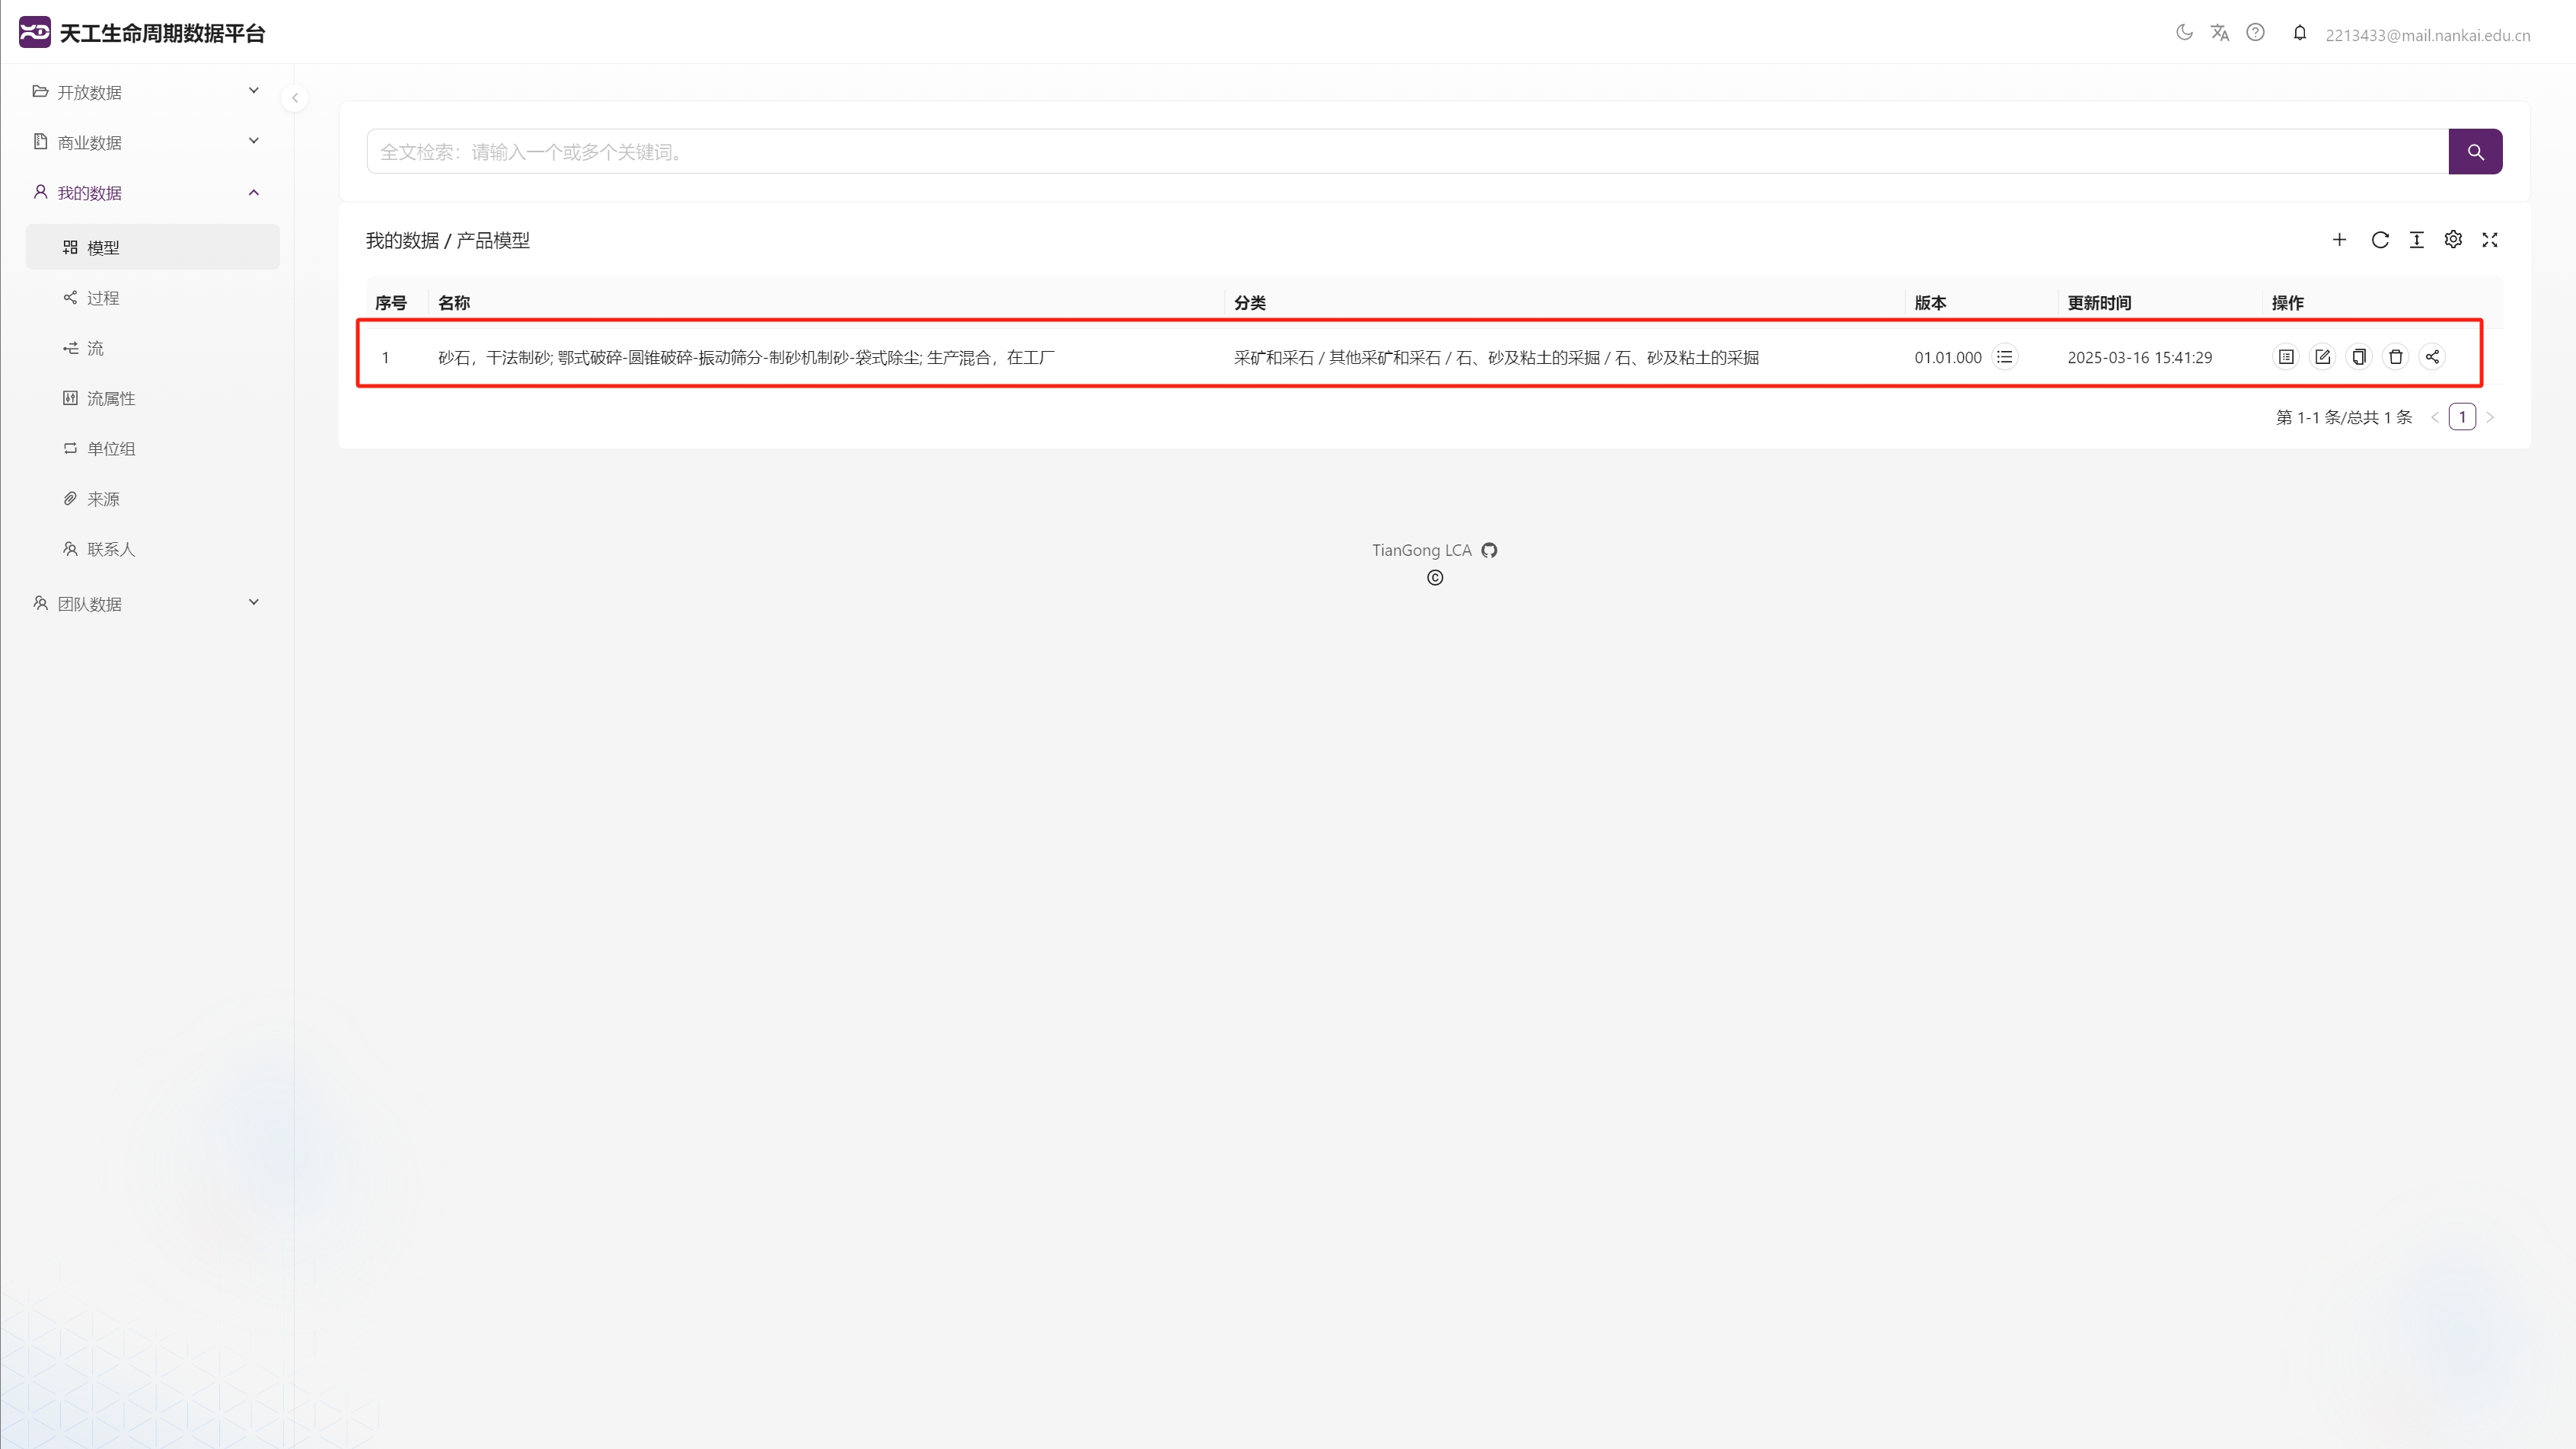 天工生命周期数据平台
2213433@mail.nankai.edu.cn
开放数据
商业数据
我的数据
模型
过程
流
流属性
单位组
来源
联系人
团队数据
全文检索：请输入一个或多个关键词。
我的数据 / 产品模型
序号 名称 分类 版本 更新时间 操作
1 砂石，干法制砂; 鄂式破碎-圆锥破碎-振动筛分-制砂机制砂-袋式除尘; 生产混合，在工厂 采矿和采石 / 其他采矿和采石 / 石、砂及粘土的采掘 / 石、砂及粘土的采掘 01.01.000 2025-03-16 15:41:29
第 1-1 条/总共 1 条 1
TianGong LCA
©